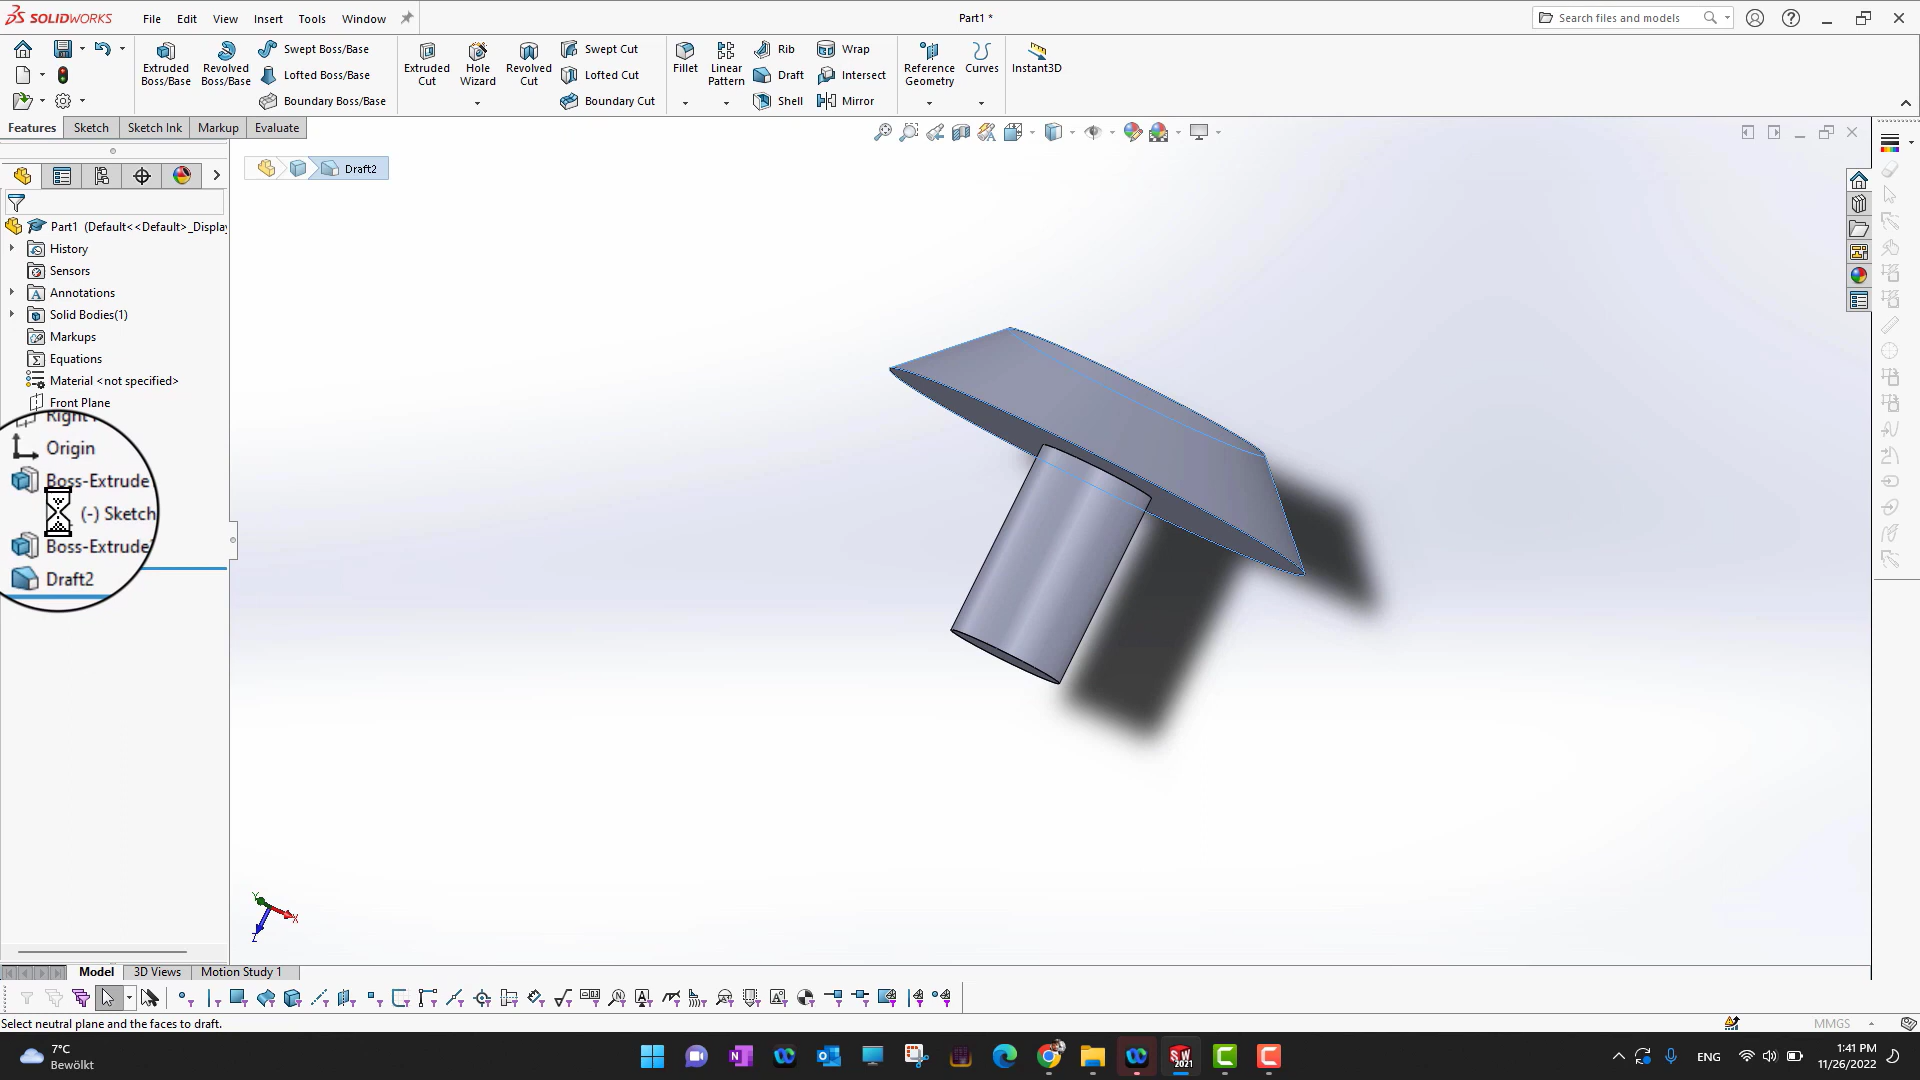 SOLIDWORKS File Edit View Insert Tools Window Part1 * Search files and models
Extruded Boss/Base
Revolved Boss/Base
Swept Boss/Base
Lofted Boss/Base
Boundary Boss/Base
Extruded Cut
Hole Wizard
Revolved Cut
Swept Cut
Lofted Cut
Boundary Cut
Fillet
Linear Pattern
Rib
Draft
Shell
Wrap
Intersect
Mirror
Reference Geometry
Curves
Instant3D
Features Sketch Sketch Ink Markup Evaluate
Draft2
Part1 (Default<<Default>_Display
History
Sensors
Annotations
Solid Bodies(1)
Markups
Equations
Material <not specified>
Front Plane
Right
Origin
Boss-Extrude
(-) Sketch
Boss-Extrude
Draft2
Y
X
Z
Model 3D Views Motion Study 1
Select neutral plane and the faces to draft.
MMGS
7°C
Bewölkt
SW
2021
ENG
1:41 PM
11/26/2022